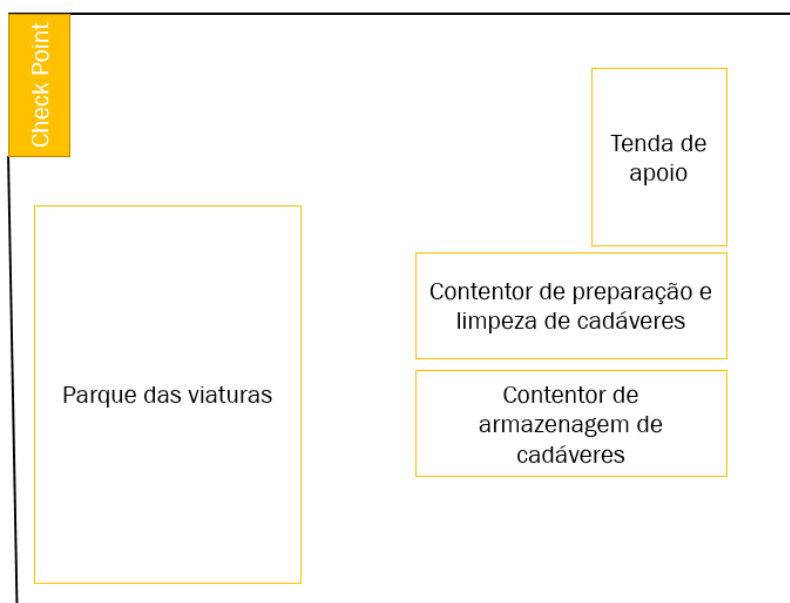 Check Point
Tenda de
apoio
Contentor de preparação e
limpeza de cadáveres
Parque das viaturas
Contentor de
armazenagem de
cadáveres